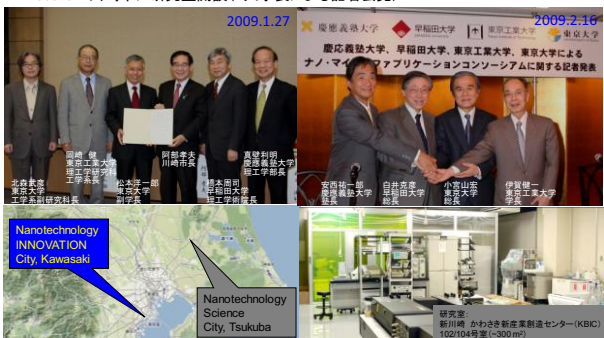 2009.1.27
岡崎 健
東京工業大学
理工学研究科
工学系長
阿部孝夫
川崎市長
真壁利明
慶應義塾大学
理工学部長
北森武彦
東京大学
工学系副研究科長
松本洋一郎
東京大学
副学長
橋本周司
早稲田大学
理工学術院長
2009.2.16
慶應義塾大学
早稲田大学
東京工業大学
東京大学
慶應義塾大学、早稲田大学、東京工業大学、東京大学による
ナノ・マイクロファブリケーションコンソーシアムに関する記者発表
安西祐一郎
慶應義塾大学
塾長
白井克彦
早稲田大学
総長
小宮山宏
東京大学
総長
伊賀健一
東京工業大学
学長
Nanotechnology
INNOVATION
City, Kawasaki
Nanotechnology
Science
City, Tsukuba
研究室:
新川崎 かわさき新産業創造センター(KBIC)
102/104号室(~300 m²)